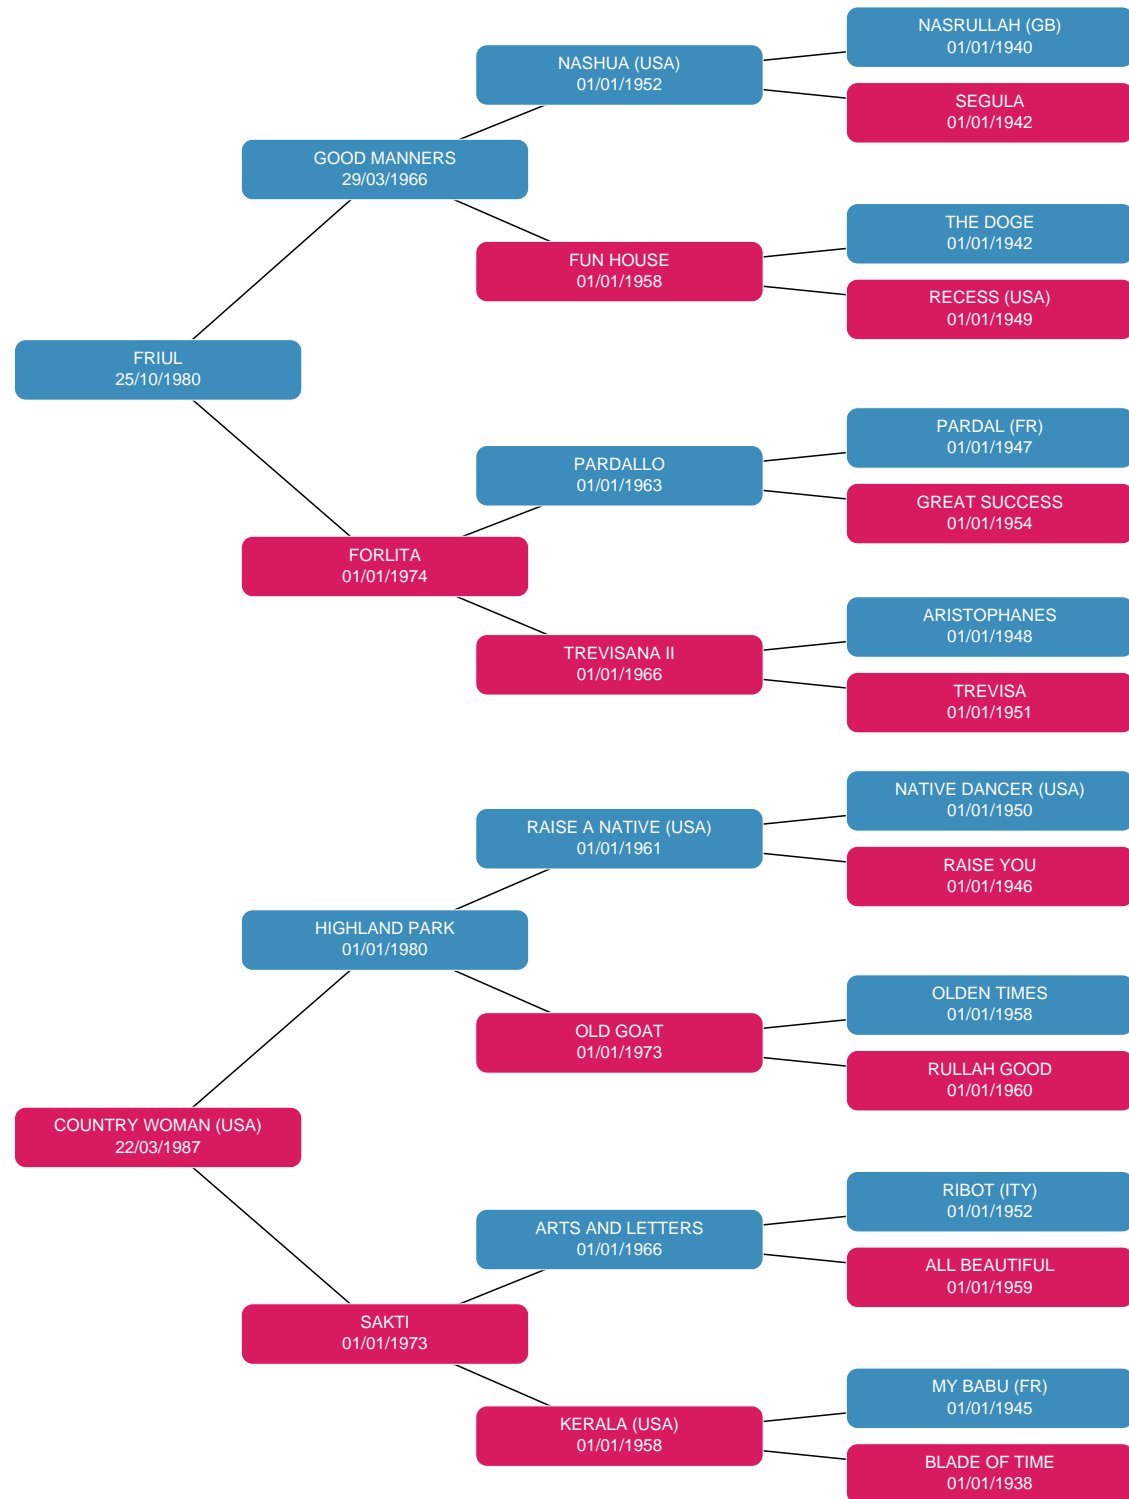 NASRULLAH (GB)
01/01/1940
NASHUA (USA)
01/01/1952
SEGULA
01/01/1942
GOOD MANNERS
29/03/1966
THE DOGE
01/01/1942
FUN HOUSE
01/01/1958
RECESS (USA)
01/01/1949
FRIUL
25/10/1980
PARDAL (FR)
01/01/1947
PARDALLO
01/01/1963
GREAT SUCCESS
01/01/1954
FORLITA
01/01/1974
ARISTOPHANES
01/01/1948
TREVISANA II
01/01/1966
TREVISA
01/01/1951
NATIVE DANCER (USA)
01/01/1950
RAISE A NATIVE (USA)
01/01/1961
RAISE YOU
01/01/1946
HIGHLAND PARK
01/01/1980
OLDEN TIMES
01/01/1958
OLD GOAT
01/01/1973
RULLAH GOOD
01/01/1960
COUNTRY WOMAN (USA)
22/03/1987
RIBOT (ITY)
01/01/1952
ARTS AND LETTERS
01/01/1966
ALL BEAUTIFUL
01/01/1959
SAKTI
01/01/1973
MY BABU (FR)
01/01/1945
KERALA (USA)
01/01/1958
BLADE OF TIME
01/01/1938